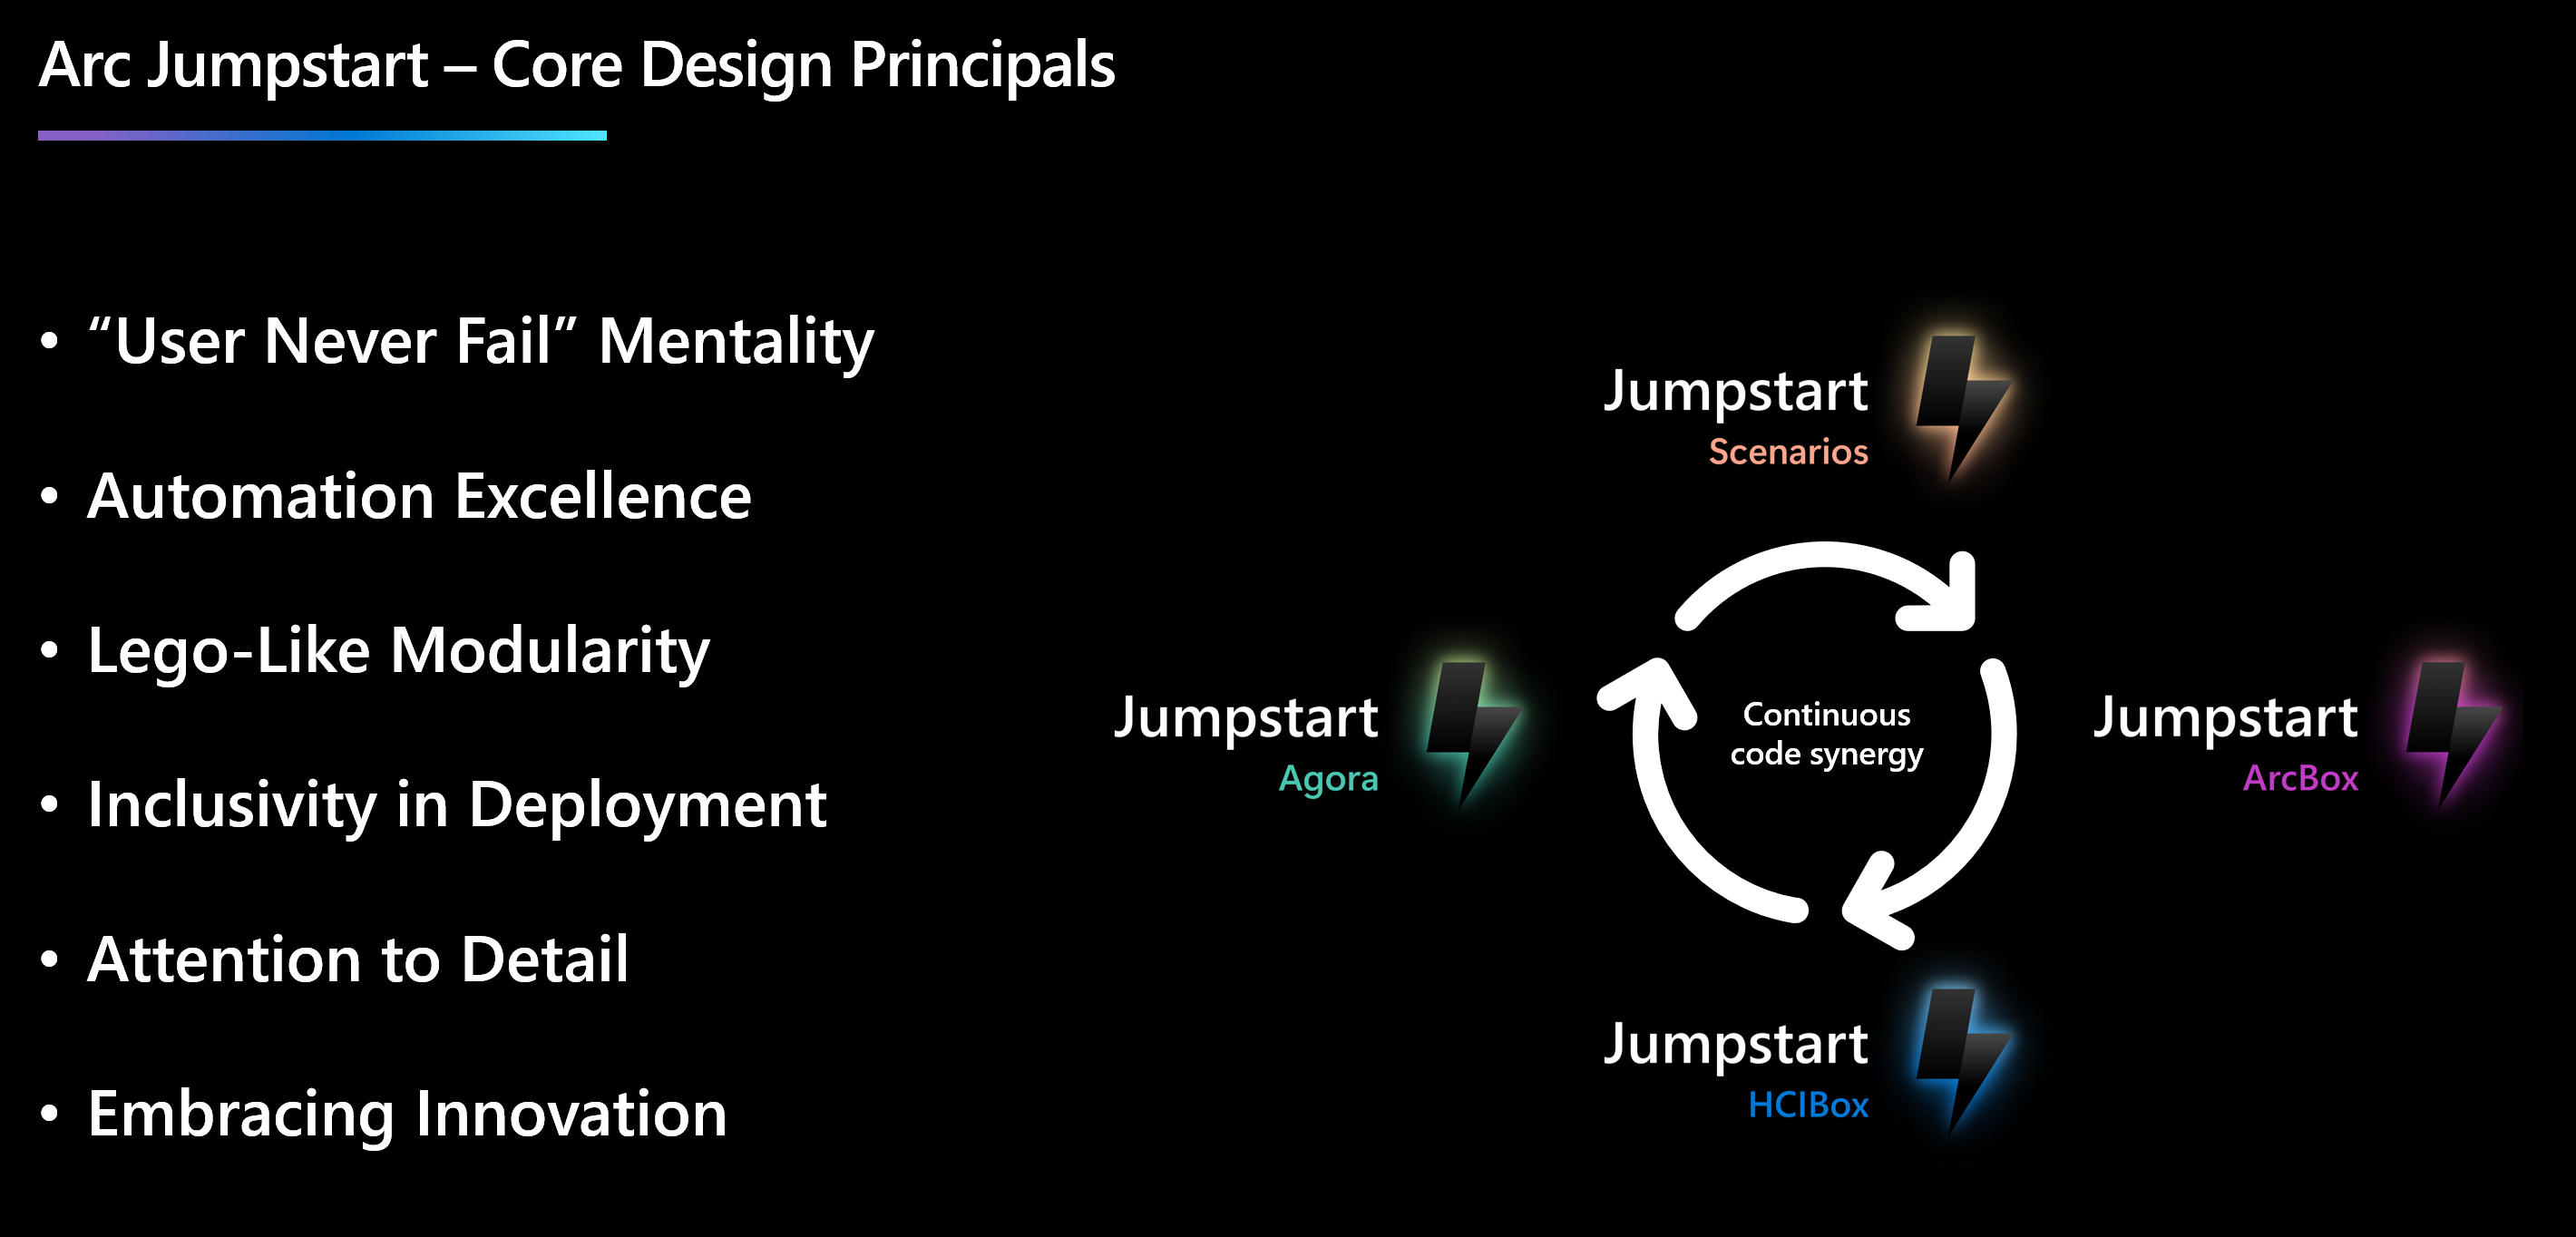 Arc Jumpstart – Core Design Principals
• “User Never Fail” Mentality
• Automation Excellence
• Lego-Like Modularity
• Inclusivity in Deployment
• Attention to Detail
• Embracing Innovation
Jumpstart
Scenarios
Jumpstart
Agora
Continuous
code synergy
Jumpstart
ArcBox
Jumpstart
HCIBox